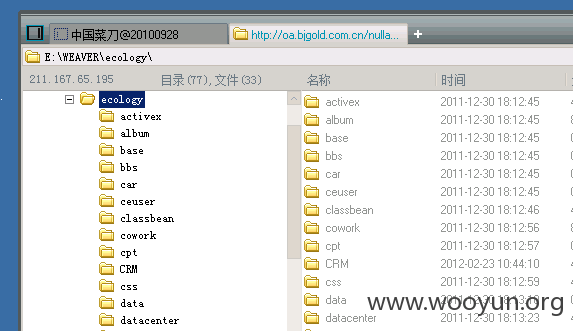 中国菜刀@20100928 http://oa.bjgold.com.cn/nulla...
E:\WEAVER\ecology\
211.167.65.195 目录(77),文件(33) 名称 时间
ecology activex 2011-12-30 18:12:45
activex album 2011-12-30 18:12:45
album base 2011-12-30 18:12:45
base bbs 2011-12-30 18:12:45
bbs car 2011-12-30 18:12:45
car ceuser 2011-12-30 18:12:45
ceuser classbean 2011-12-30 18:12:46
classbean cowork 2011-12-30 18:12:56
cowork cpt 2011-12-30 18:12:57
cpt CRM 2012-02-23 10:44:10
CRM css 2011-12-30 18:12:59
css data
data datacenter 2011-12-30 18:13:23
datacenter
www.wooyun.org